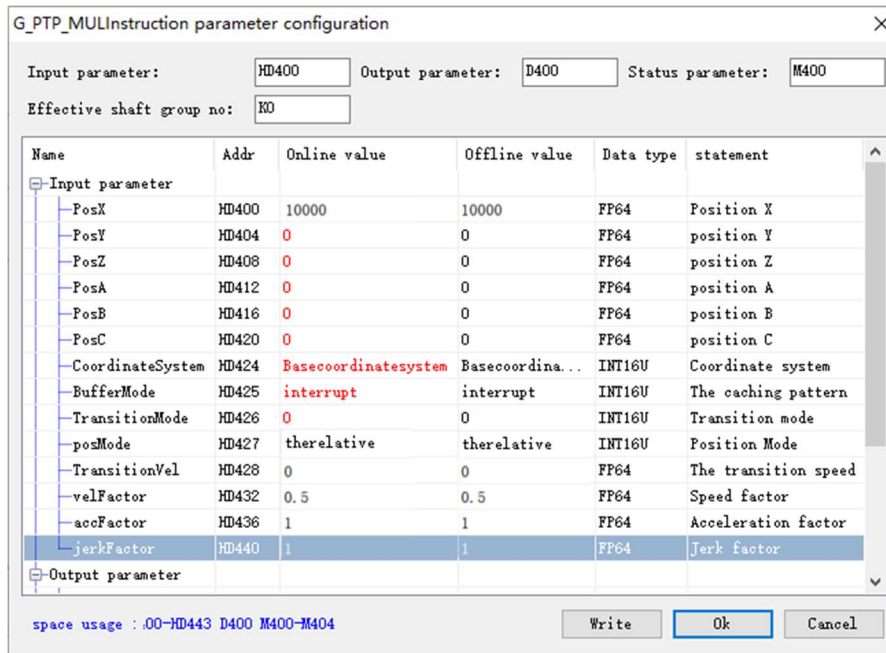 G_PTP_MULInstruction parameter configuration
Input parameter: HD400 Output parameter: D400 Status parameter: M400
Effective shaft group no: K0
Name Addr Online value Offline value Data type statement
Input parameter
PosX HD400 10000 10000 FP64 Position X
PosY HD404 0 0 FP64 position Y
PosZ HD408 0 0 FP64 position Z
PosA HD412 0 0 FP64 position A
PosB HD416 0 0 FP64 position B
PosC HD420 0 0 FP64 position C
CoordinateSystem HD424 Basecoordinatesystem Basecoordina... INT16U Coordinate system
BufferMode HD425 interrupt interrupt INT16U The caching pattern
TransitionMode HD426 0 0 INT16U Transition mode
posMode HD427 therelative therelative INT16U Position Mode
TransitionVel HD428 0 0 FP64 The transition speed
velFactor HD432 0.5 0.5 FP64 Speed factor
accFactor HD436 1 1 FP64 Acceleration factor
jerkFactor HD440 1 1 FP64 Jerk factor
Output parameter
space usage : 00-HD443 D400 M400-M404 Write Ok Cancel